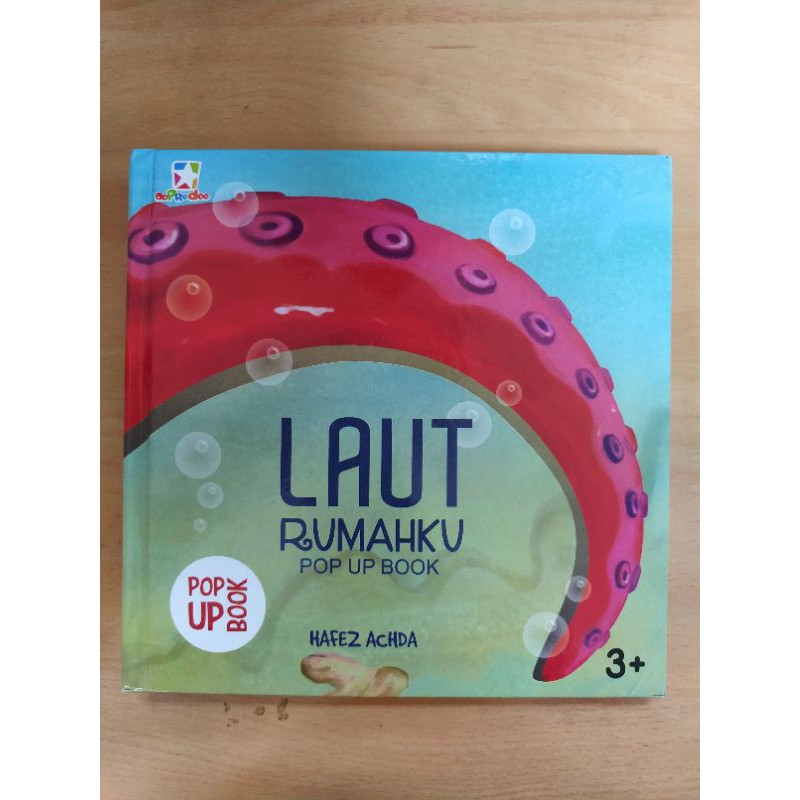 LAUT
RUMAHKU
POP UP BOOK
POP
UP
BOOK
HAFEZ ACHDA
3+